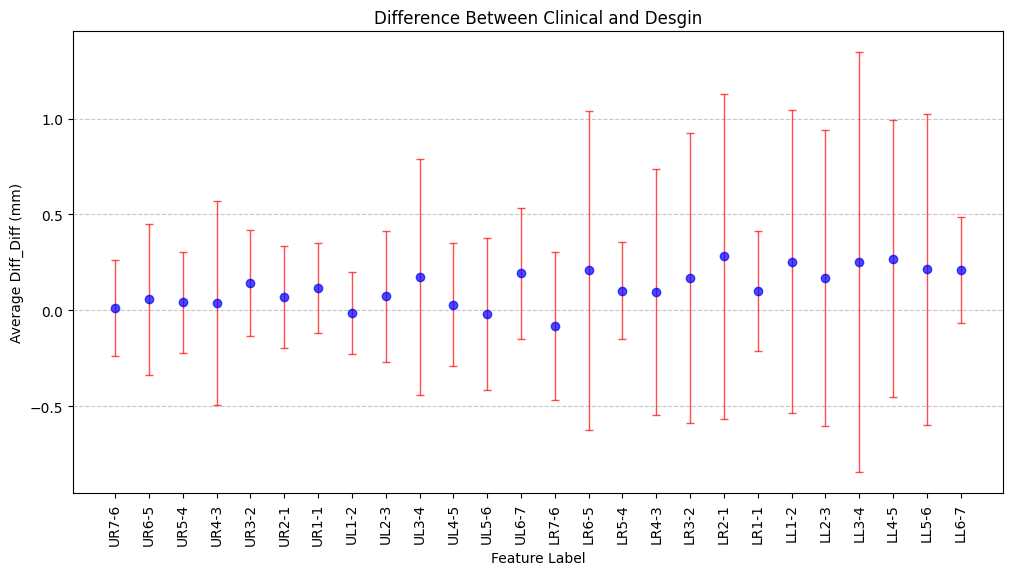 Difference Between Clinical and Desgin
Average Diff_Diff (mm)
1.0
0.5
0.0
−0.5
UR7-6
UR6-5
UR5-4
UR4-3
UR3-2
UR2-1
UR1-1
UL1-2
UL2-3
UL3-4
UL4-5
UL5-6
UL6-7
LR7-6
LR6-5
LR5-4
LR4-3
LR3-2
LR2-1
LR1-1
LL1-2
LL2-3
LL3-4
LL4-5
LL5-6
LL6-7
Feature Label